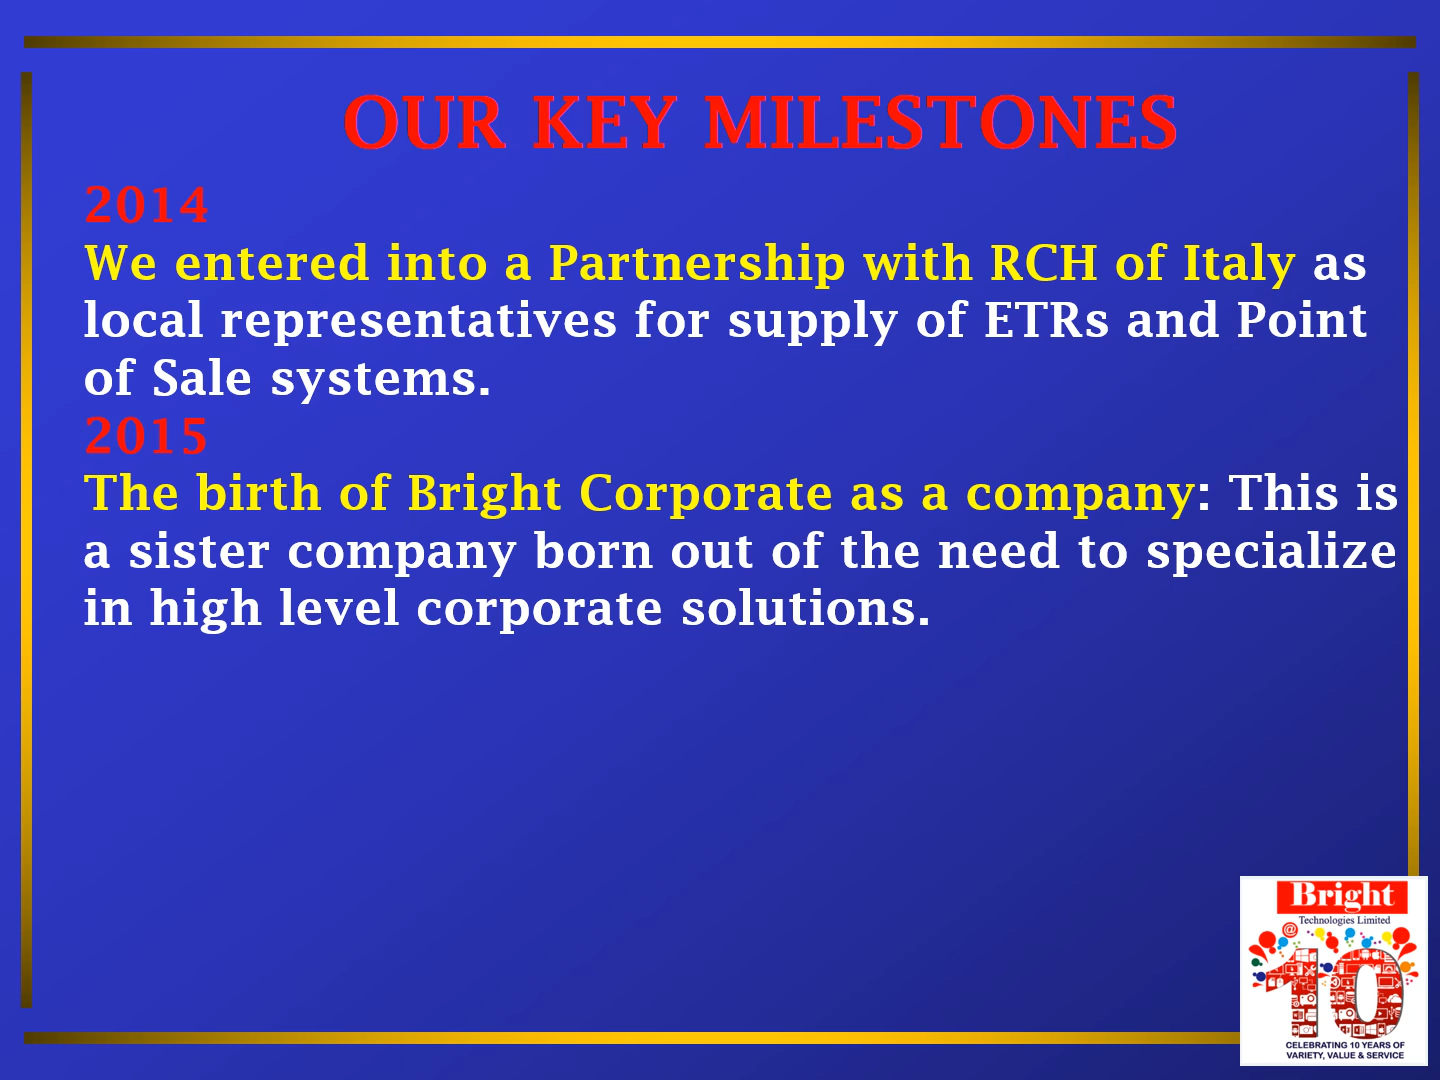 OUR KEY MILESTONES
2014
We entered into a Partnership with RCH of Italy as
local representatives for supply of ETRs and Point
of Sale systems.
2015
The birth of Bright Corporate as a company: This is
a sister company born out of the need to specialize
in high level corporate solutions.
Bright
Technologies Limited
@
10
CELEBRATING 10 YEARS OF
VARIETY, VALUE & SERVICE